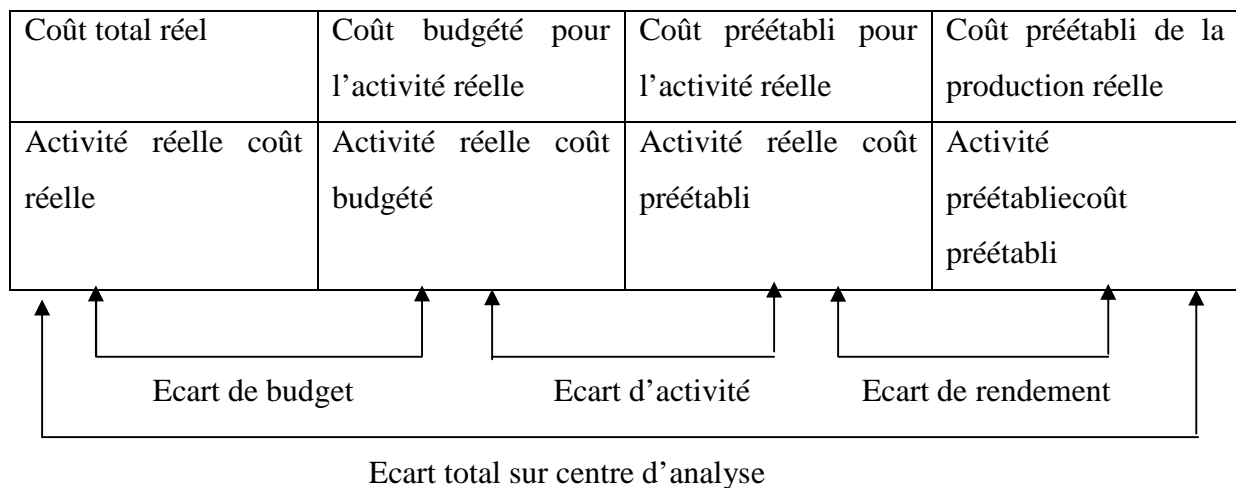 Coût total réel
Coût budgété pour
l’activité réelle
Coût préétabli pour
l’activité réelle
Coût préétabli de la
production réelle
Activité réelle coût
réelle
Activité réelle coût
budgété
Activité réelle coût
préétabli
Activité
préétabliecoût
préétabli
Ecart de budget
Ecart d’activité
Ecart de rendement
Ecart total sur centre d’analyse